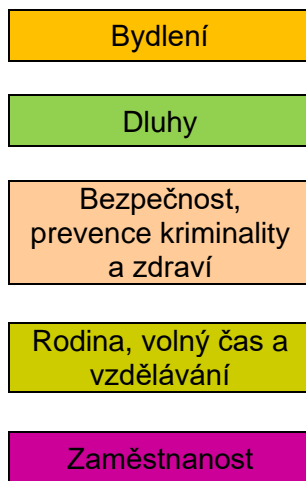 Bydlení
Dluhy
Bezpečnost,
prevence kriminality
a zdraví
Rodina, volný čas a
vzdělávání
Zaměstnanost